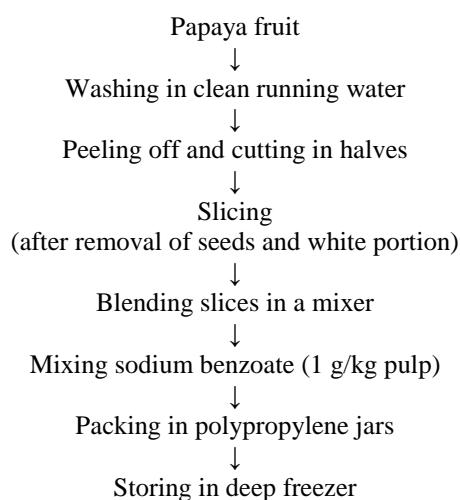 Papaya fruit
↓
Washing in clean running water
↓
Peeling off and cutting in halves
↓
Slicing
(after removal of seeds and white portion)
↓
Blending slices in a mixer
↓
Mixing sodium benzoate (1 g/kg pulp)
↓
Packing in polypropylene jars
↓
Storing in deep freezer